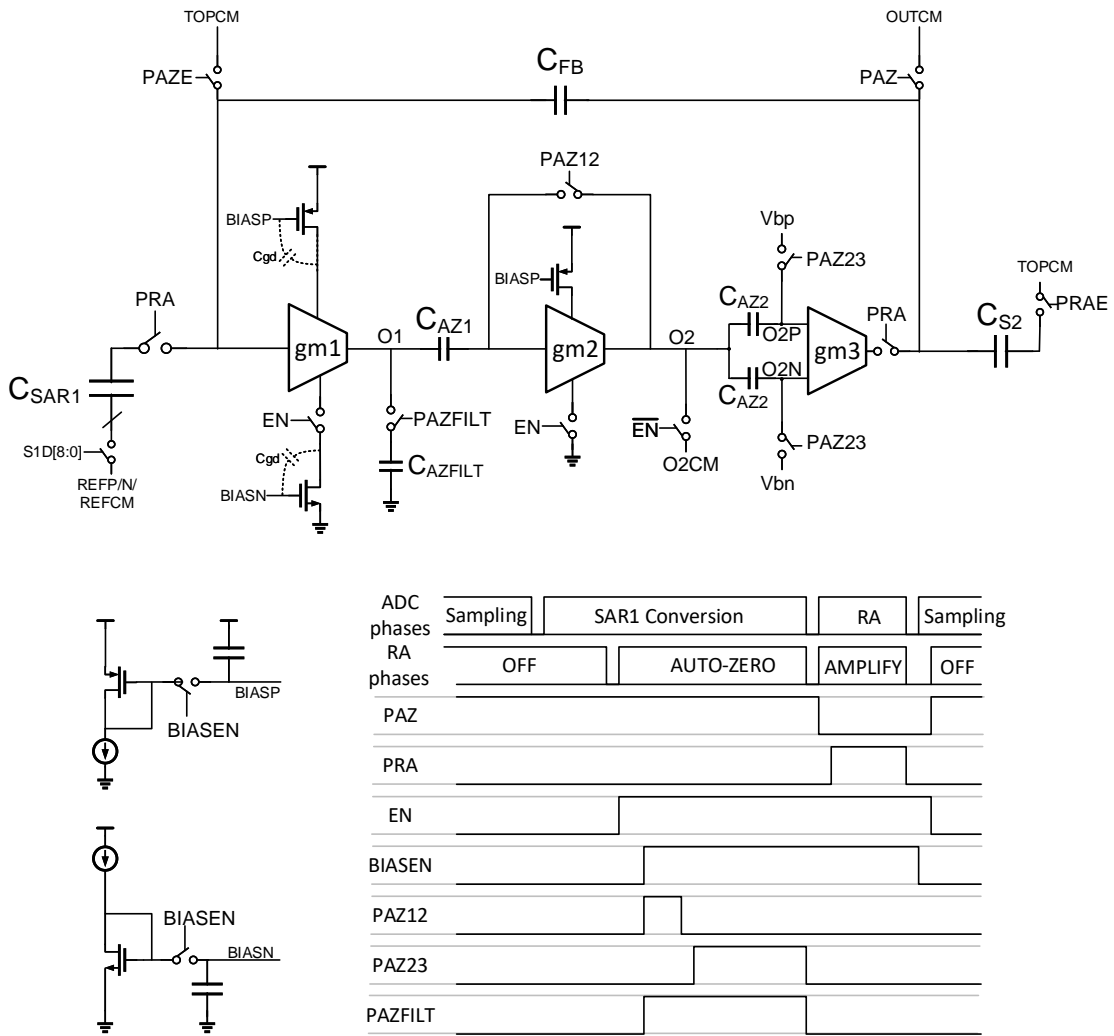 TOPCM
OUTCM
PAZE
CFB
PAZ
PAZ12
BIASP
Cgd
Vbp
BIASP
PAZ23
TOPCM
PRA
CAZ1
CAZ2
PRA
PRAE
O1
O2
O2P
CS2
gm1
gm2
gm3
O2N
CSAR1
CAZ2
EN
PAZFILT
EN
EN
PAZ23
S1D[8:0]
Cgd
O2CM
REFP/N/
REFCM
BIASN
CAZFILT
Vbn
BIASP
BIASEN
BIASEN
BIASN
ADC
phases
Sampling
SAR1 Conversion
RA
Sampling
RA
phases
OFF
AUTO-ZERO
AMPLIFY
OFF
PAZ
PRA
EN
BIASEN
PAZ12
PAZ23
PAZFILT